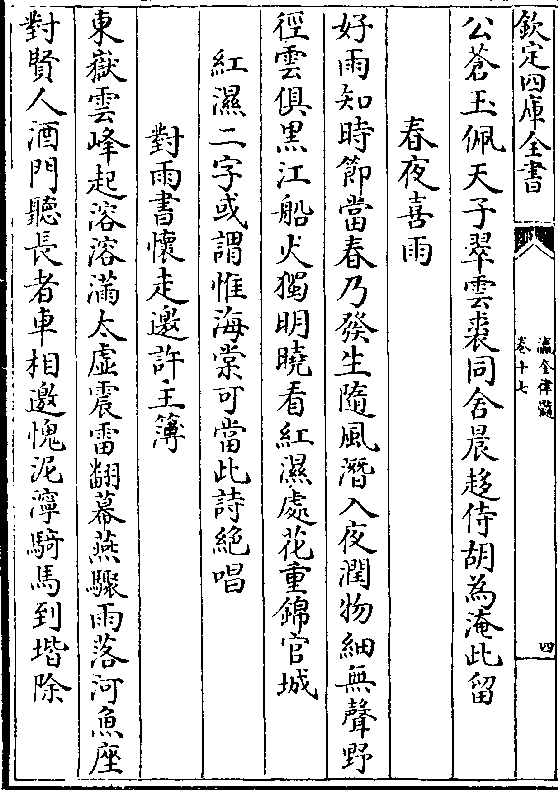 欽定四庫全書
瀛奎律髓
卷十七
四
公蒼玉佩天子翠雲裘同舍晨趍侍胡為淹此留
春夜喜雨
好雨知時節當春乃發生隨風潛入夜潤物細無聲野
徑雲俱黑江船火獨明曉看紅濕處花重錦官城
紅濕二字或謂惟海棠可當此詩絶唱
對雨書懷走邀許主簿
東嶽雲峰起溶溶滿太虛震雷翻幕燕驟雨落河魚座
對賢人酒門聽長者車相邀愧泥濘騎馬到堦除